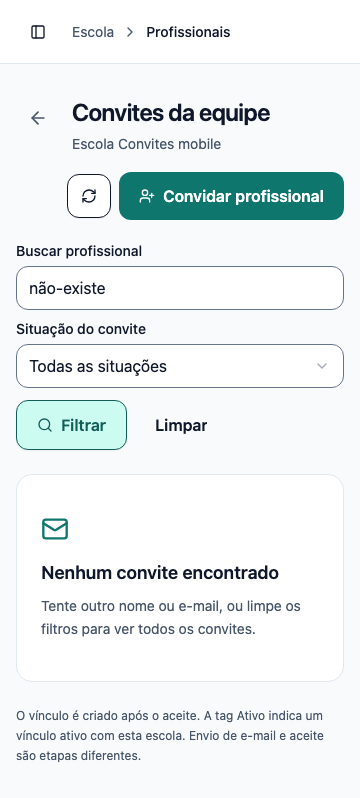 Escola > Profissionais
Convites da equipe
Escola Convites mobile
Convidar profissional
Buscar profissional
não-existe
Situação do convite
Todas as situações
Filtrar Limpar
Nenhum convite encontrado
Tente outro nome ou e-mail, ou limpe os
filtros para ver todos os convites.
O vínculo é criado após o aceite. A tag Ativo indica um
vínculo ativo com esta escola. Envio de e-mail e aceite
são etapas diferentes.